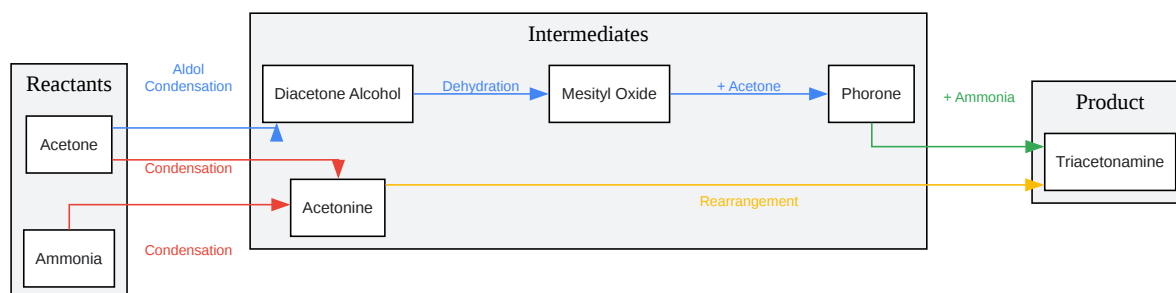 Intermediates
Reactants
Aldol
Condensation
Diacetone Alcohol
Dehydration
Mesityl Oxide
+ Acetone
Phorone
+ Ammonia
Product
Acetone
Condensation
Triacetonamine
Acetonine
Rearrangement
Ammonia
Condensation